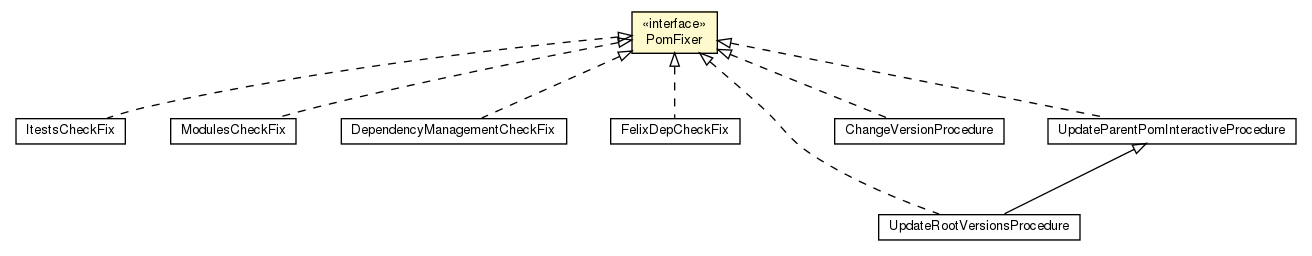 «interface»
PomFixer
ItestsCheckFix
ModulesCheckFix
DependencyManagementCheckFix
FelixDepCheckFix
ChangeVersionProcedure
UpdateParentPomInteractiveProcedure
UpdateRootVersionsProcedure